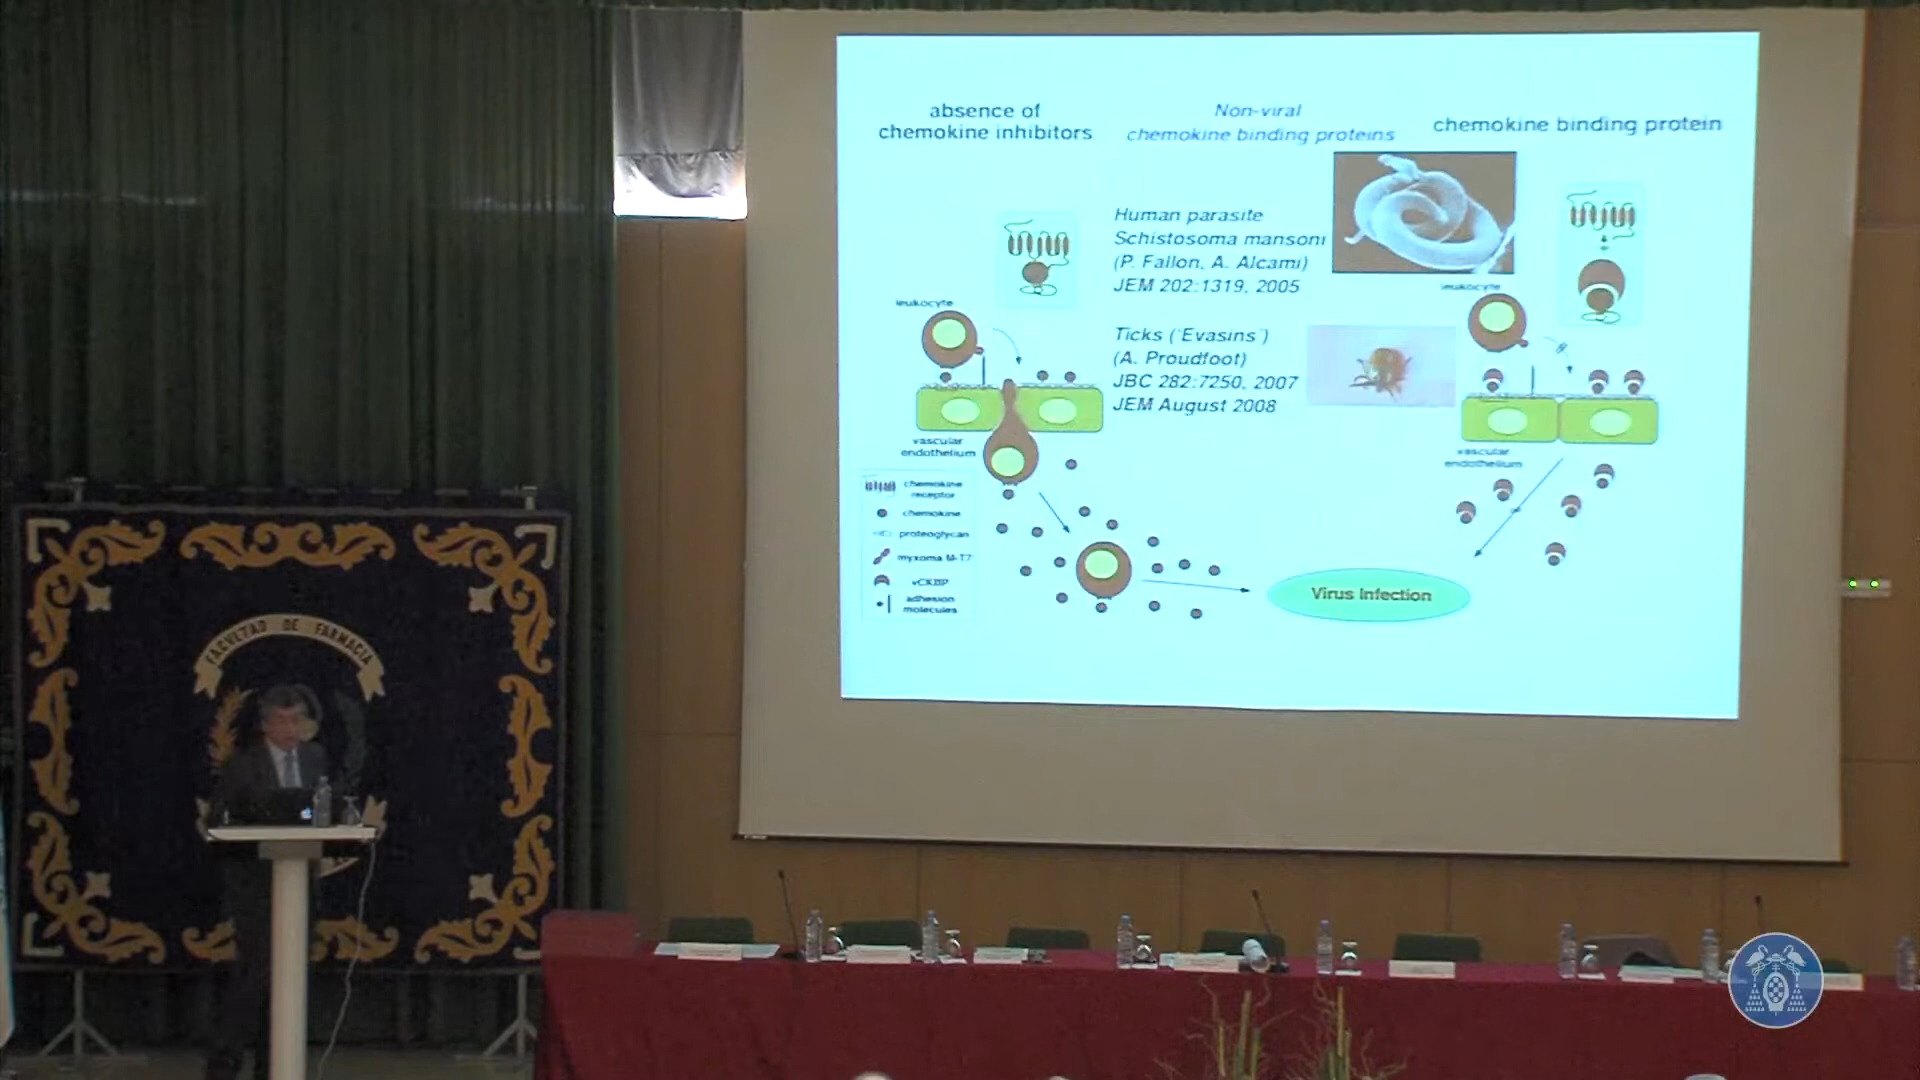 absence of
chemokine inhibitors
Non-viral
chemokine binding proteins
chemokine binding protein
Human parasite
Schistosoma mansoni
(P. Fallon, A. Alcami)
JEM 202:1319, 2005
Ticks ('Evasins')
(A. Proudfoot)
JBC 282:7250, 2007
JEM August 2008
leukocyte
vascular
endothelium
leukocyte
vascular
endothelium
chemokine
receptor
chemokine
proteoglycan
myxoma M-T7
vCKBP
adhesion
molecules
Virus Infection
FACVLTAD DE FARMACIA